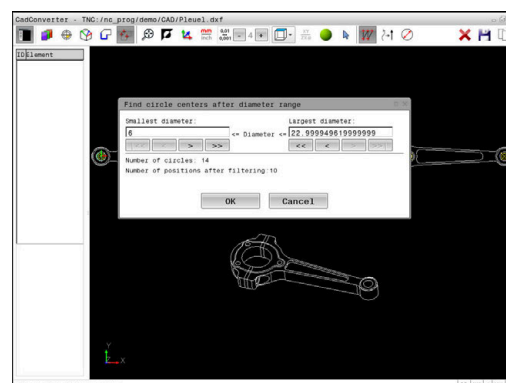 CadConverter - TNC:/nc_prog/demo/CAD/Pleuel.dxf
mm
inch
0,01
0,001
4
IDElement
Find circle centers after diameter range
Smallest diameter: Largest diameter:
6 <= Diameter <= 22.999949619999999
|<< < > >> << < > >>|
Number of circles: 14
Number of positions after filtering:10
OK Cancel
Y
X